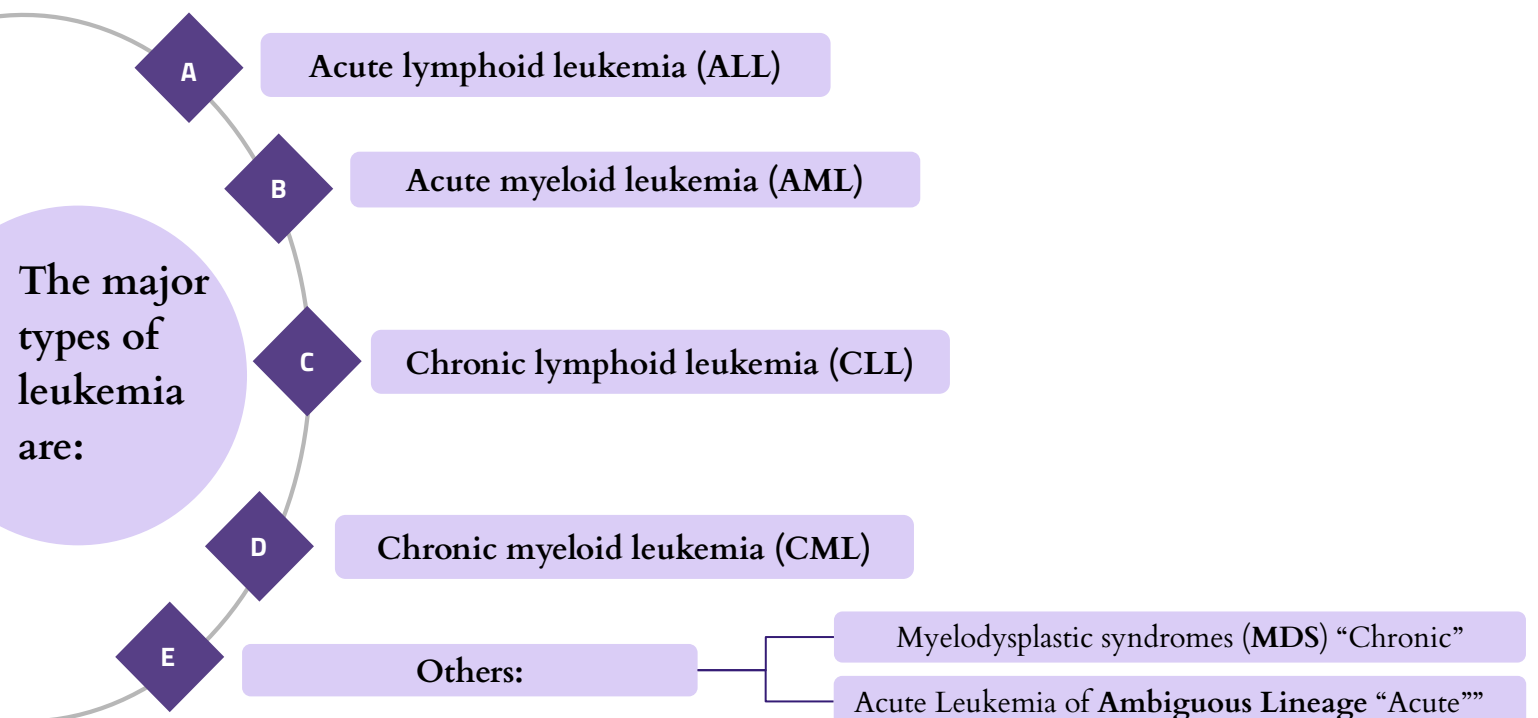 The major
types of
leukemia
are:
A
Acute lymphoid leukemia (ALL)
B
Acute myeloid leukemia (AML)
C
Chronic lymphoid leukemia (CLL)
D
Chronic myeloid leukemia (CML)
E
Others:
Myelodysplastic syndromes (MDS) “Chronic”
Acute Leukemia of Ambiguous Lineage “Acute””